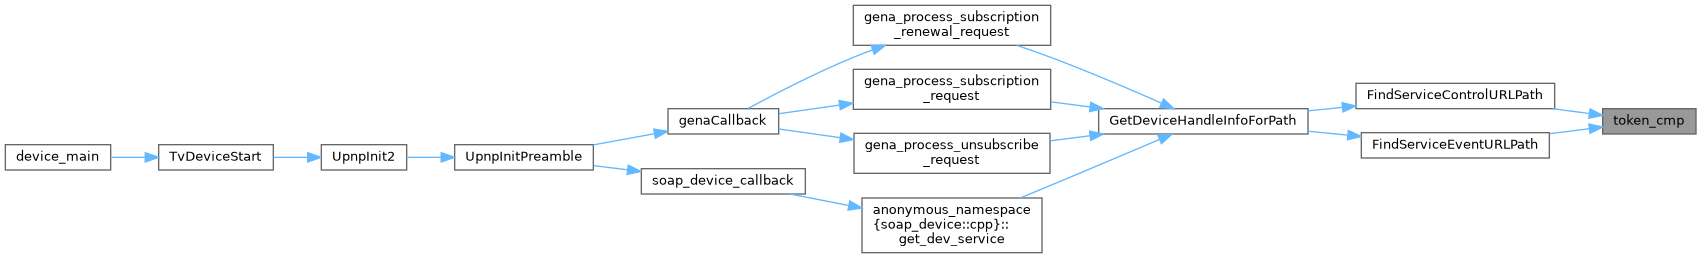 device_main
TvDeviceStart
UpnpInit2
UpnpInitPreamble
genaCallback
soap_device_callback
gena_process_subscription
_renewal_request
gena_process_subscription
_request
gena_process_unsubscribe
_request
anonymous_namespace
{soap_device::cpp}::
get_dev_service
GetDeviceHandleInfoForPath
FindServiceControlURLPath
FindServiceEventURLPath
token_cmp